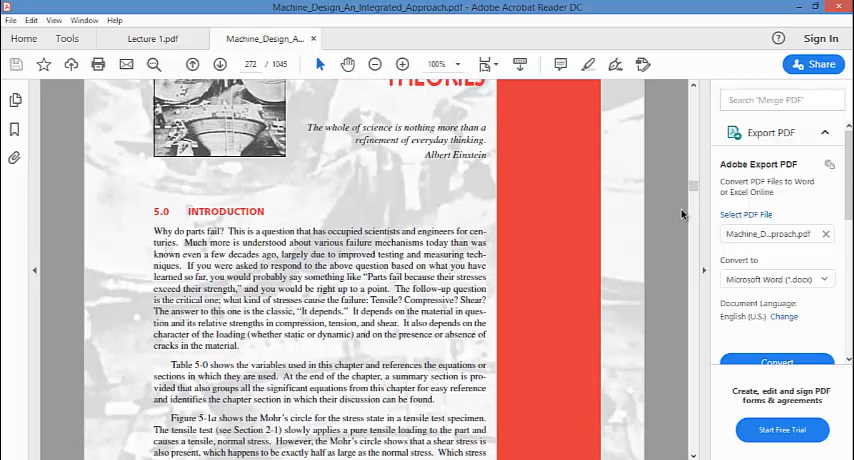 Machine_Design_An_Integrated_Approach.pdf - Adobe Acrobat Reader DC
File Edit View Window Help
Home Tools Lecture 1.pdf Machine_Design_A... × Sign In
272 / 1045 100% Share
THEORIES
The whole of science is nothing more than a
refinement of everyday thinking.
Albert Einstein
5.0 INTRODUCTION
Why do parts fail? This is a question that has occupied scientists and engineers for cen-
turies. Much more is understood about various failure mechanisms today than was
known even a few decades ago, largely due to improved testing and measuring tech-
niques. If you were asked to respond to the above question based on what you have
learned so far, you would probably say something like "Parts fail because their stresses
exceed their strength," and you would be right up to a point. The follow-up question
is the critical one; what kind of stresses cause the failure: Tensile? Compressive? Shear?
The answer to this one is the classic, "It depends." It depends on the material in ques-
tion and its relative strengths in compression, tension, and shear. It also depends on the
character of the loading (whether static or dynamic) and on the presence or absence of
cracks in the material.
Table 5-0 shows the variables used in this chapter and references the equations or
sections in which they are used. At the end of the chapter, a summary section is pro-
vided that also groups all the significant equations from this chapter for easy reference
and identifies the chapter section in which their discussion can be found.
Figure 5-1a shows the Mohr's circle for the stress state in a tensile test specimen.
The tensile test (see Section 2-1) slowly applies a pure tensile loading to the part and
causes a tensile, normal stress. However, the Mohr's circle shows that a shear stress is
also present, which happens to be exactly half as large as the normal stress. Which stress
Search 'Merge PDF'
Export PDF
Adobe Export PDF
Convert PDF Files to Word
or Excel Online
Select PDF File
Machine_D...proach.pdf
Convert to
Microsoft Word (*.docx)
Document Language:
English (U.S.) Change
Convert
Create, edit and sign PDF
forms & agreements
Start Free Trial